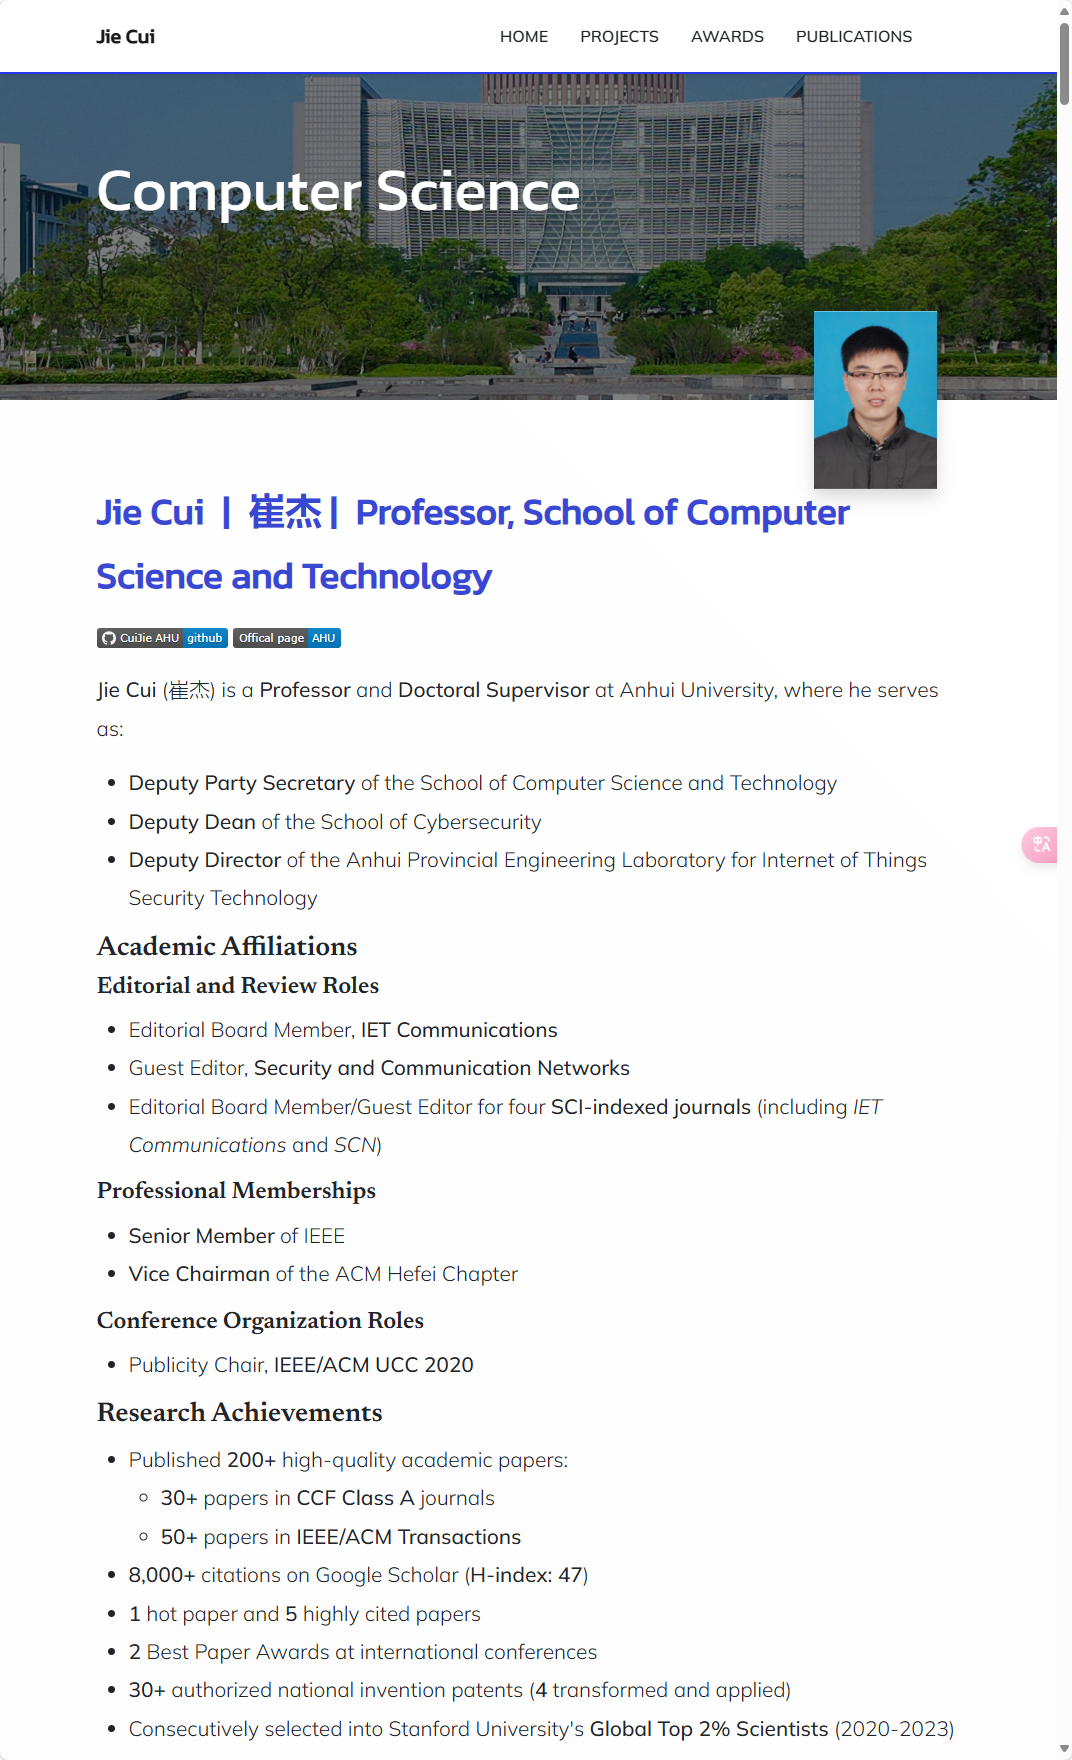 Jie Cui
HOME PROJECTS AWARDS PUBLICATIONS
Computer Science
Jie Cui | 崔杰 | Professor, School of Computer
Science and Technology
CuiJie AHU github Offical page AHU
Jie Cui (崔杰) is a Professor and Doctoral Supervisor at Anhui University, where he serves
as:
• Deputy Party Secretary of the School of Computer Science and Technology
• Deputy Dean of the School of Cybersecurity
• Deputy Director of the Anhui Provincial Engineering Laboratory for Internet of Things
Security Technology
Academic Affiliations
Editorial and Review Roles
• Editorial Board Member, IET Communications
• Guest Editor, Security and Communication Networks
• Editorial Board Member/Guest Editor for four SCI-indexed journals (including IET
Communications and SCN)
Professional Memberships
• Senior Member of IEEE
• Vice Chairman of the ACM Hefei Chapter
Conference Organization Roles
• Publicity Chair, IEEE/ACM UCC 2020
Research Achievements
• Published 200+ high-quality academic papers:
◦ 30+ papers in CCF Class A journals
◦ 50+ papers in IEEE/ACM Transactions
• 8,000+ citations on Google Scholar (H-index: 47)
• 1 hot paper and 5 highly cited papers
• 2 Best Paper Awards at international conferences
• 30+ authorized national invention patents (4 transformed and applied)
• Consecutively selected into Stanford University's Global Top 2% Scientists (2020-2023)